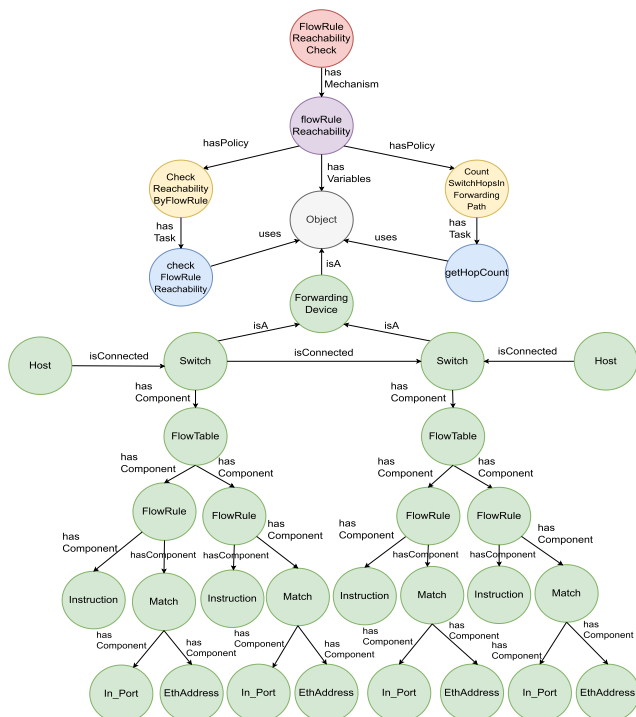 FlowRule
Reachability
Check
has
Mechanism
flowRule
Reachability
hasPolicy
hasPolicy
has
Variables
Check
Reachability
ByFlowRule
Count
SwitchHopsIn
Forwarding
Path
Object
has
Task
has
Task
uses
uses
check
FlowRule
Reachability
getHopCount
isA
Forwarding
Device
isA
isA
Host
isConnected
Switch
isConnected
Switch
isConnected
Host
has
Component
has
Component
FlowTable
FlowTable
has
Component
has
Component
has
Component
has
Component
FlowRule
FlowRule
FlowRule
FlowRule
has
Component
hasComponent
hasComponent
has
Component
has
Component
hasComponent
hasComponent
has
Component
Instruction
Match
Instruction
Match
Instruction
Match
Instruction
Match
has
Component
has
Component
has
Component
has
Component
has
Component
has
Component
has
Component
has
Component
In_Port
EthAddress
In_Port
EthAddress
In_Port
EthAddress
In_Port
EthAddress